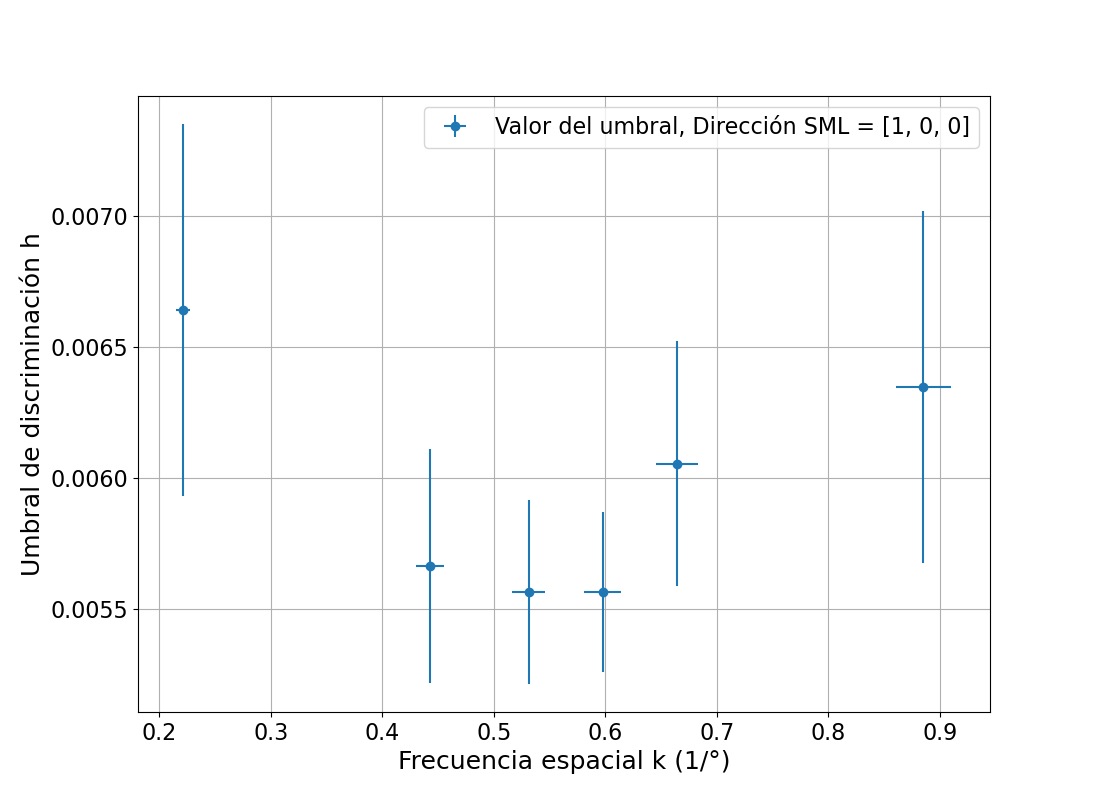 Valor del umbral, Dirección SML = [1, 0, 0]
Umbral de discriminación h
0.0070
0.0065
0.0060
0.0055
0.2 0.3 0.4 0.5 0.6 0.7 0.8 0.9
Frecuencia espacial k (1/°)